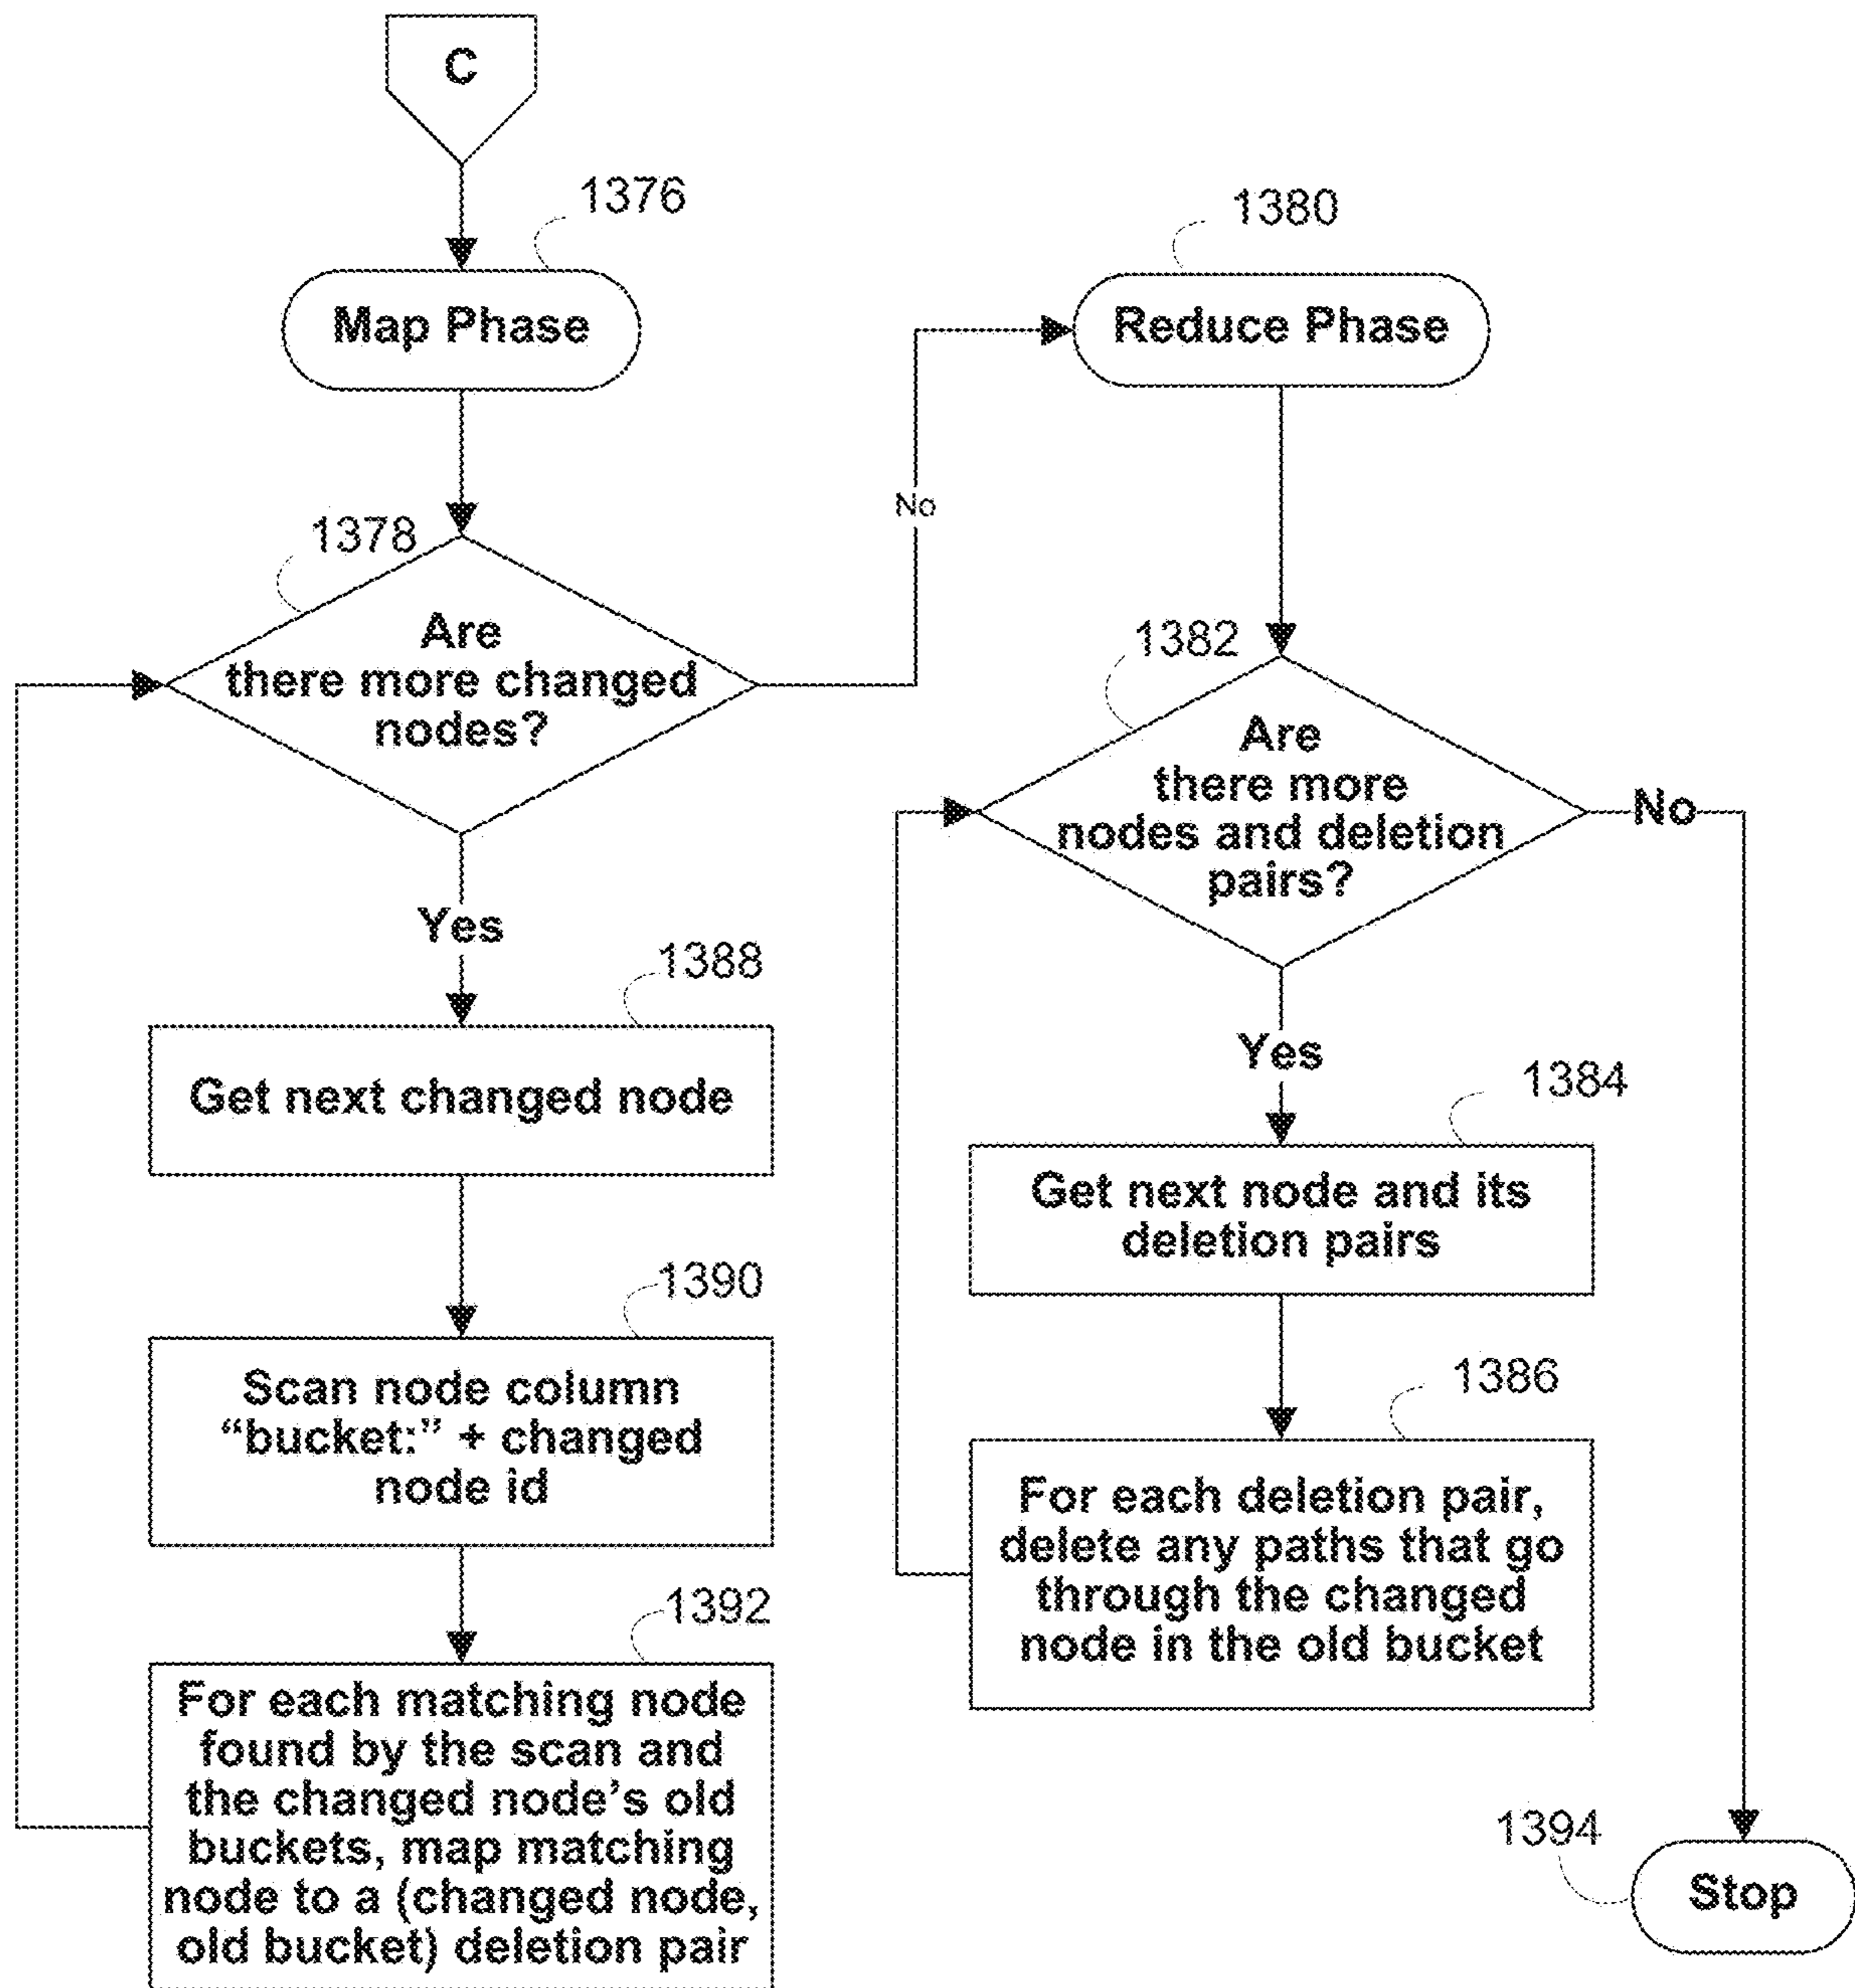 C
1376
Map Phase
1378
Are
there more changed
nodes?
Yes
1388
Get next changed node
1390
Scan node column
“bucket:” + changed
node id
1392
For each matching node
found by the scan and
the changed node’s old
buckets, map matching
node to a (changed node,
old bucket) deletion pair
No
1380
Reduce Phase
1382
Are
there more
nodes and deletion
pairs?
No
Yes
1384
Get next node and its
deletion pairs
1386
For each deletion pair,
delete any paths that go
through the changed
node in the old bucket
1394
Stop